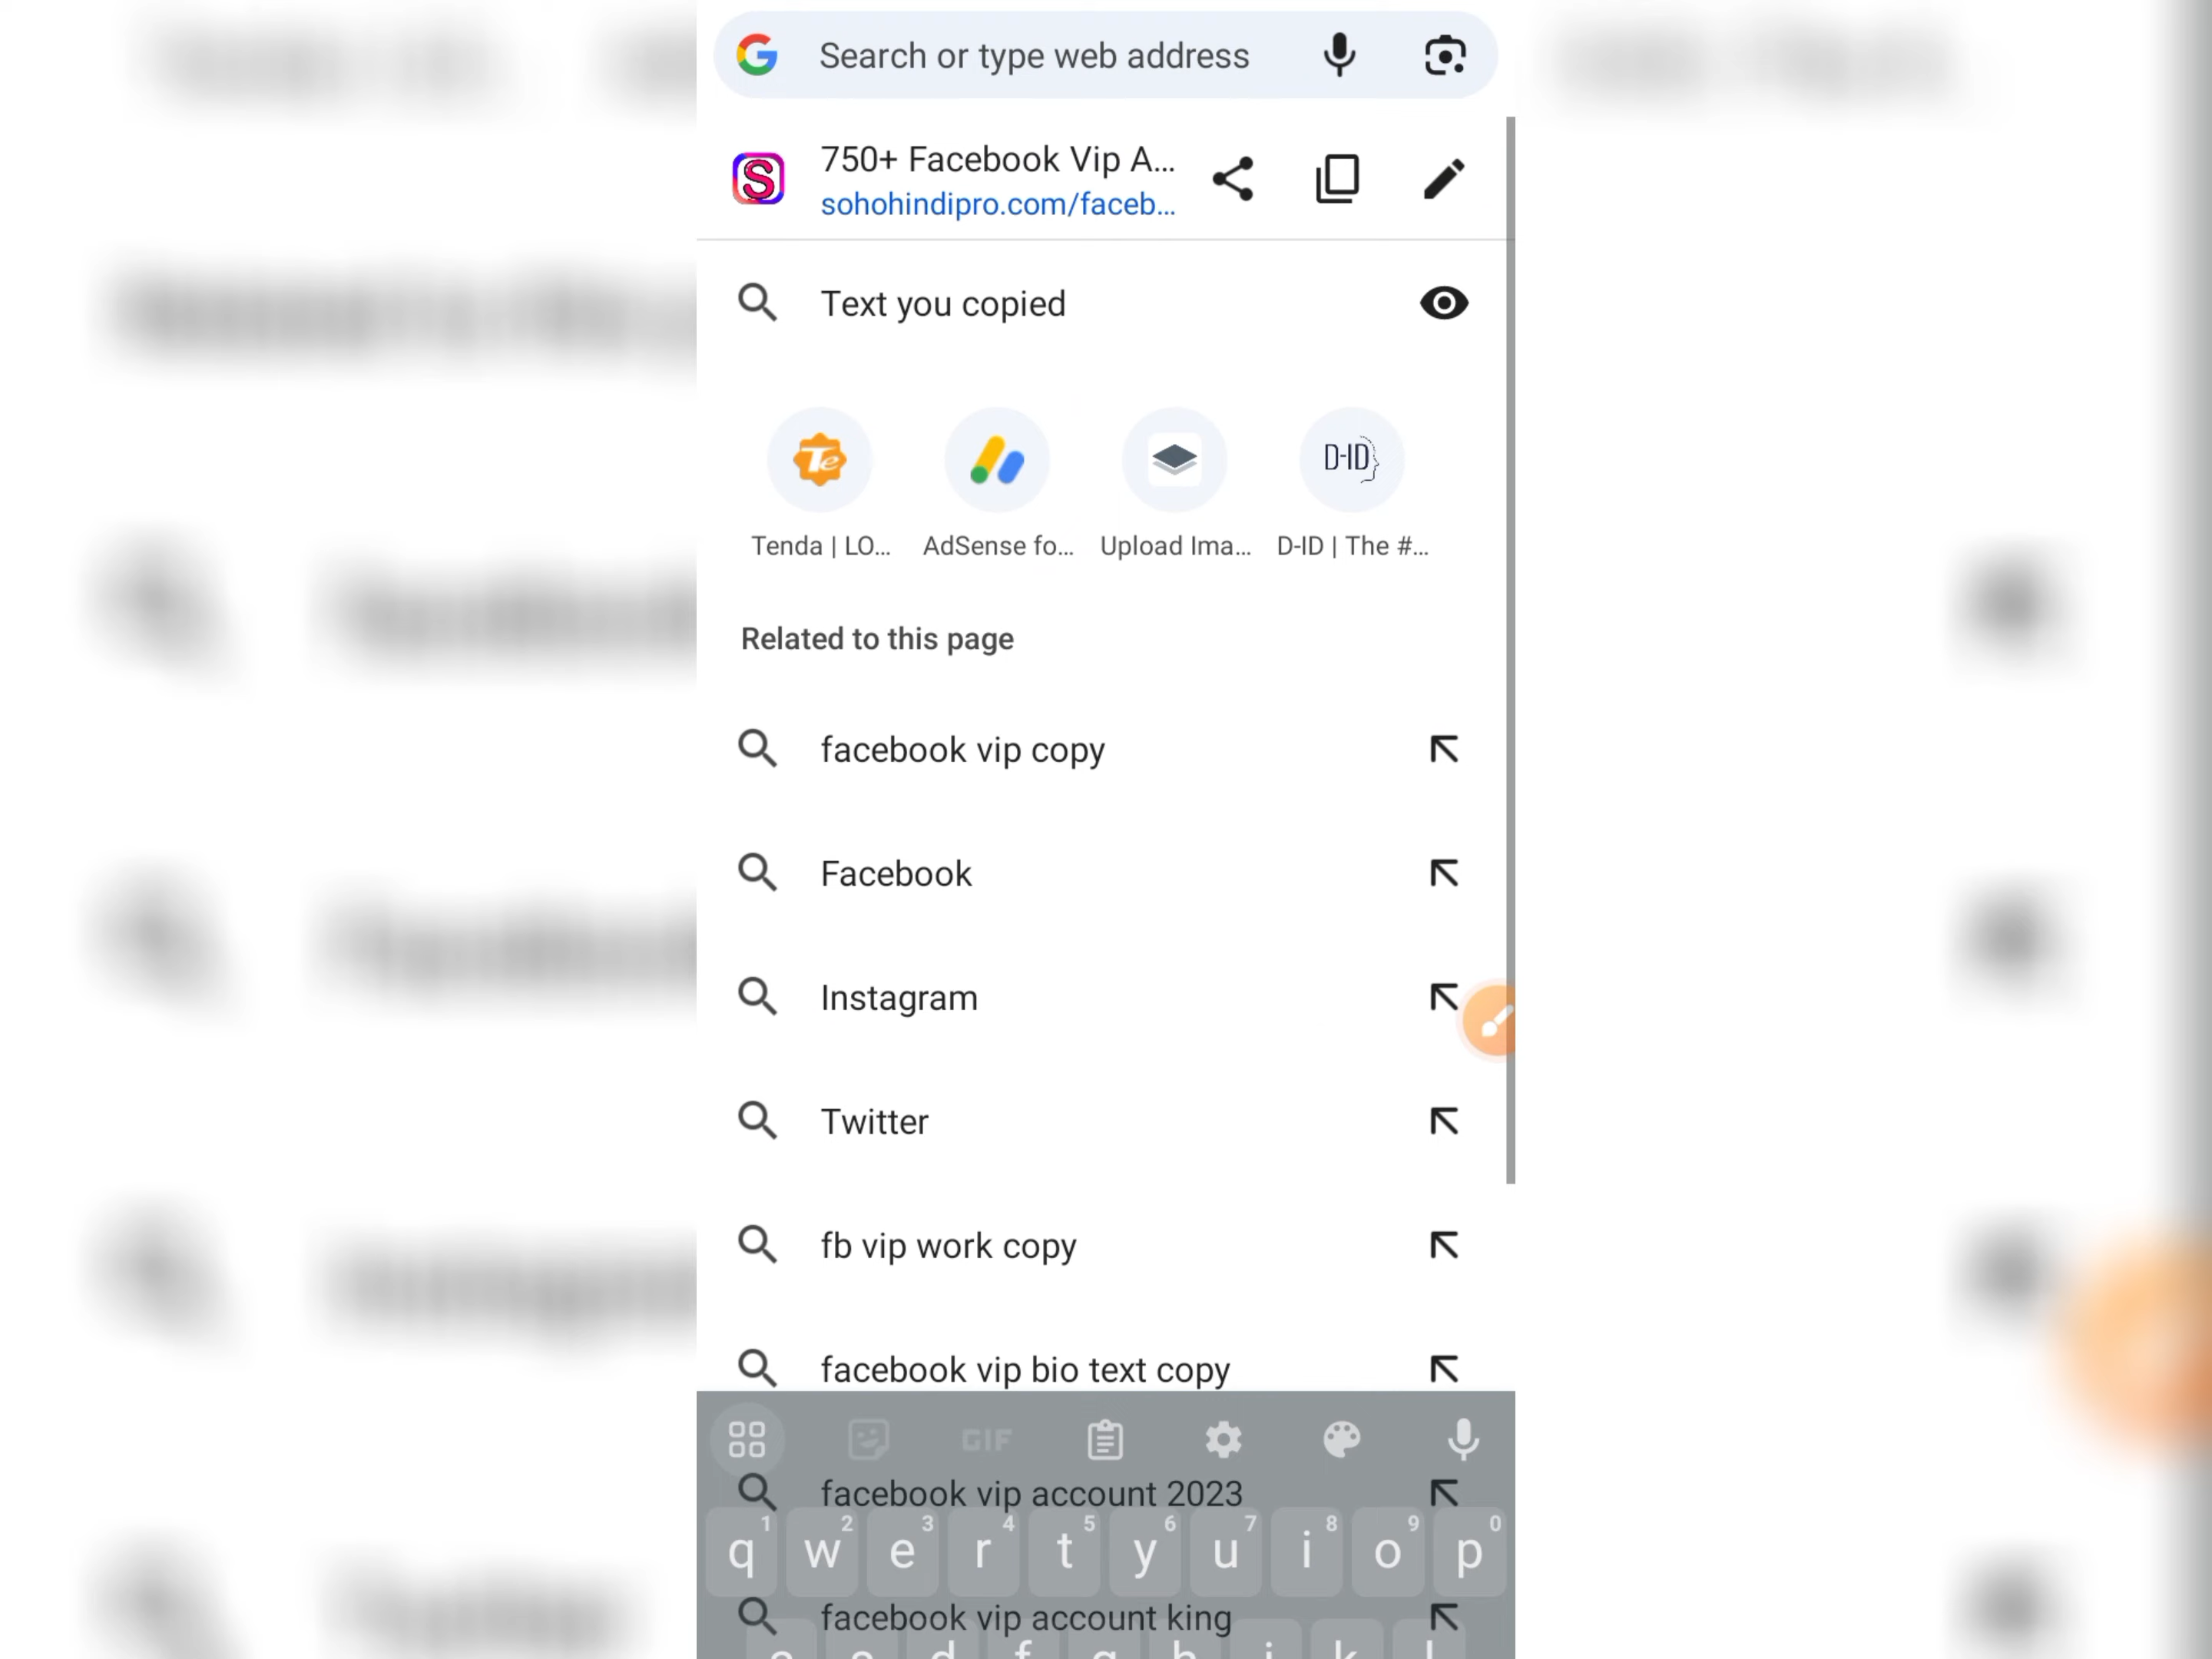 Search or type web address
750+ Facebook Vip A...
sohohindipro.com/faceb...
Text you copied
Te
D-ID
Tenda | LO... AdSense fo... Upload Ima... D-ID | The #...
Related to this page
facebook vip copy
Facebook
Instagram
Twitter
fb vip work copy
facebook vip bio text copy
GIF
facebook vip account 2023
1 2 3 4 5 6 7 8 9 0
q w e r t y u i o p
facebook vip account king
a s d f g h j k l